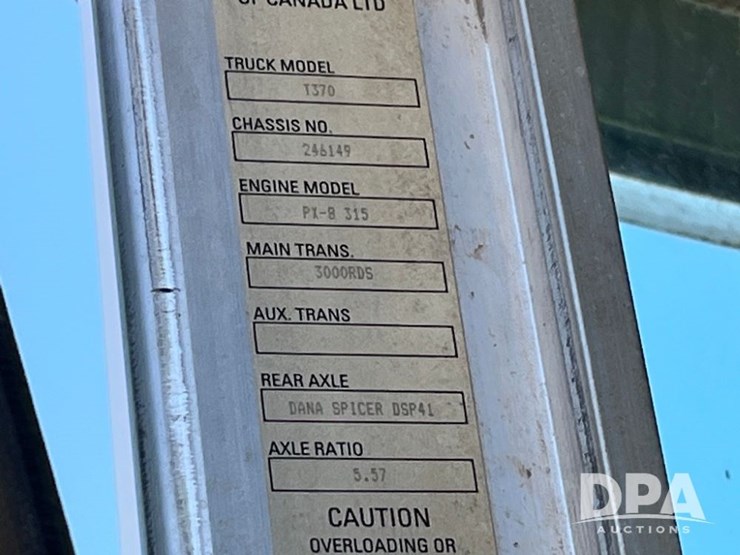 OF CANADA LTD
TRUCK MODEL
T370
CHASSIS NO.
246149
ENGINE MODEL
PX-8 315
MAIN TRANS.
3000RDS
AUX. TRANS
REAR AXLE
DANA SPICER DSP41
AXLE RATIO
5.57
CAUTION
OVERLOADING OR
DPA
AUCTIONS